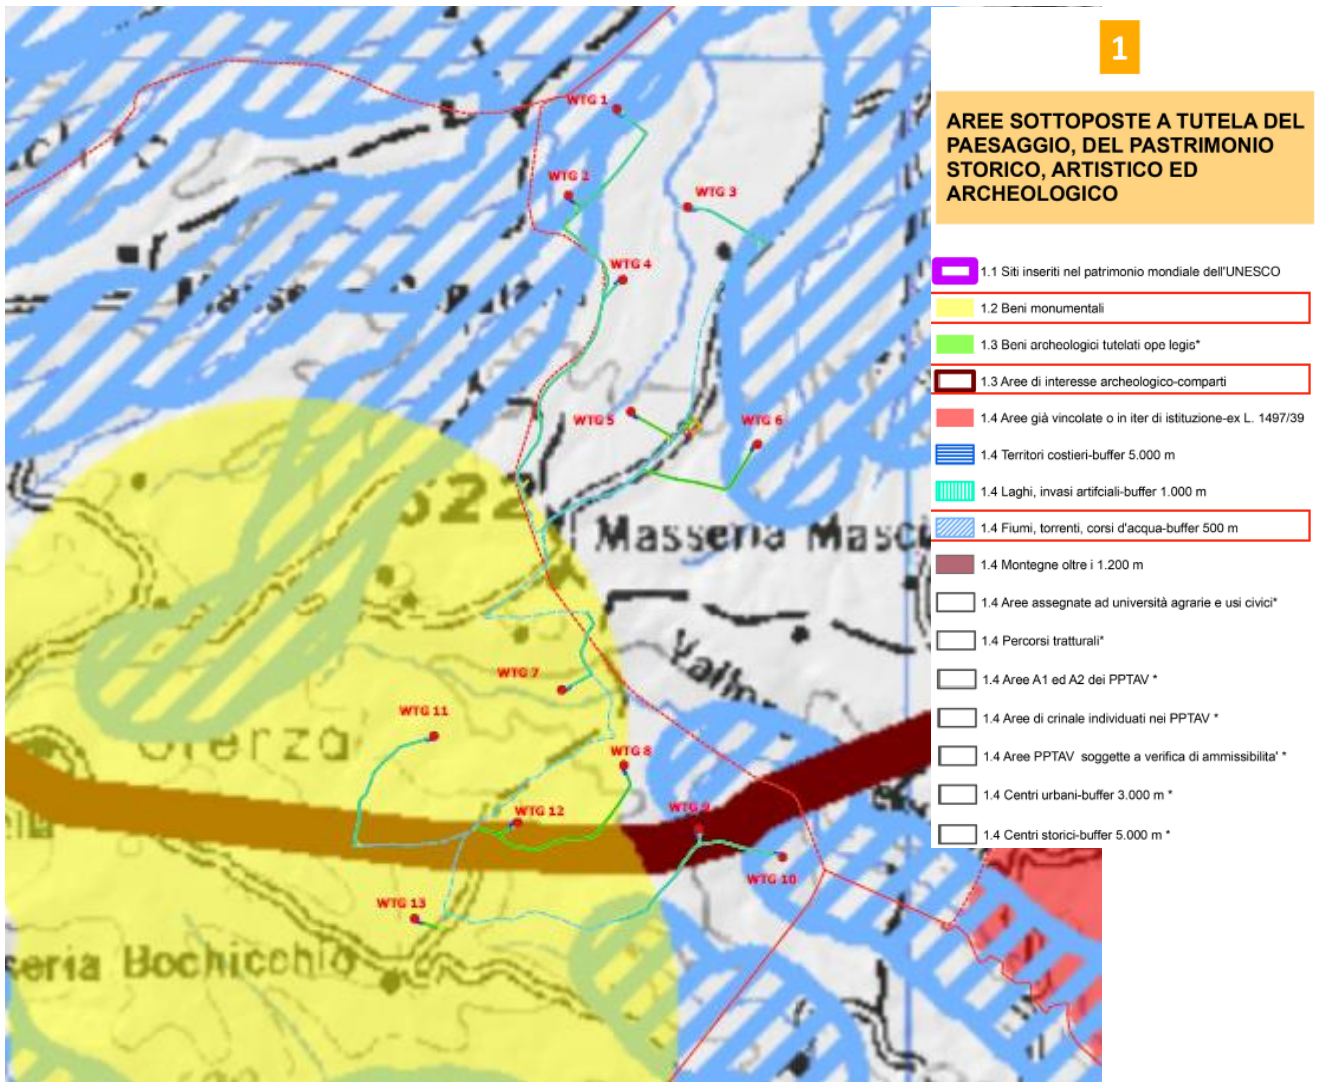 1
AREE SOTTOPOSTE A TUTELA DEL
PAESAGGIO, DEL PASTRIMONIO
STORICO, ARTISTICO ED
ARCHEOLOGICO
1.1 Siti inseriti nel patrimonio mondiale dell'UNESCO
1.2 Beni monumentali
1.3 Beni archeologici tutelati ope legis*
1.3 Aree di interesse archeologico-comparti
1.4 Aree già vincolate o in iter di istituzione-ex L. 1497/39
1.4 Territori costieri-buffer 5.000 m
1.4 Laghi, invasi artifciali-buffer 1.000 m
1.4 Fiumi, torrenti, corsi d'acqua-buffer 500 m
1.4 Montegne oltre i 1.200 m
1.4 Aree assegnate ad università agrarie e usi civici*
1.4 Percorsi tratturali*
1.4 Aree A1 ed A2 dei PPTAV *
1.4 Aree di crinale individuati nei PPTAV *
1.4 Aree PPTAV soggette a verifica di ammissibilita' *
1.4 Centri urbani-buffer 3.000 m *
1.4 Centri storici-buffer 5.000 m *
WTG 1
WTG 2
WTG 3
WTG 4
WTG 5
WTG 6
622
Masseria Masci
WTG 7
Vallo
WTG 11
WTG 8
WTG 12
WTG 9
WTG 10
WTG 13
seria Bochicchio